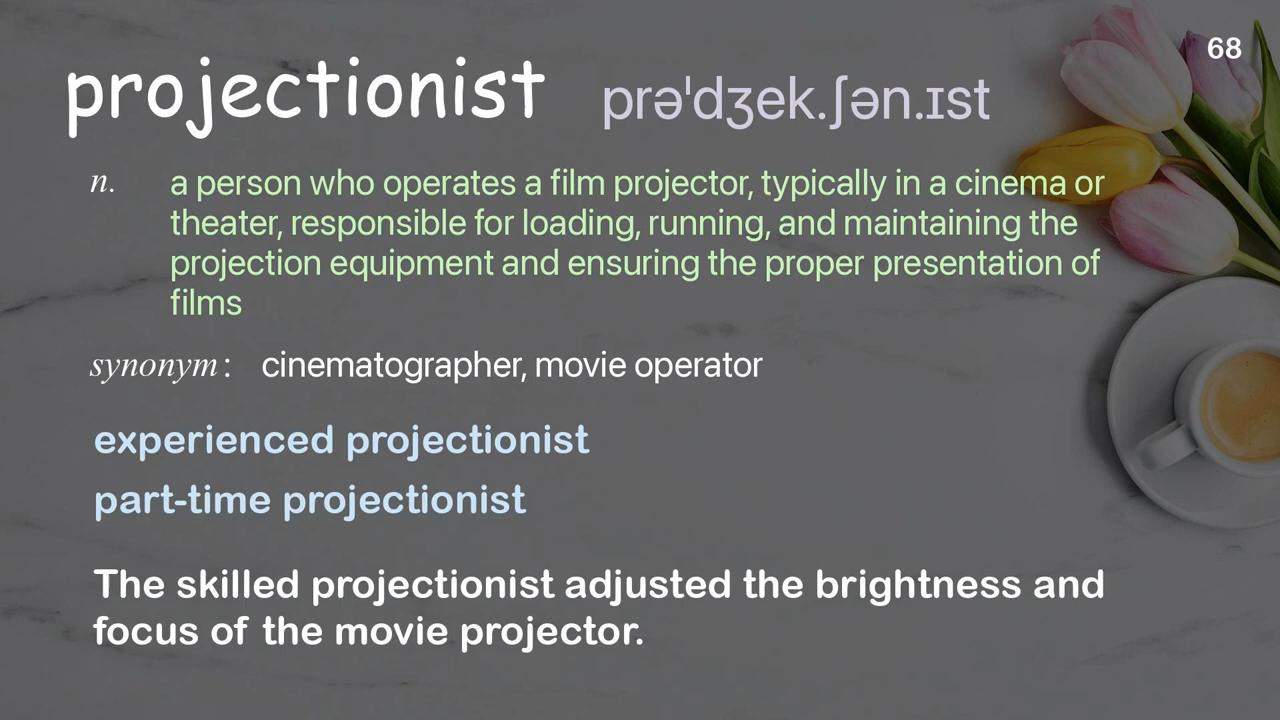 68
projectionist prəˈdʒek.ʃən.ɪst
n. a person who operates a film projector, typically in a cinema or
theater, responsible for loading, running, and maintaining the
projection equipment and ensuring the proper presentation of
films
synonym: cinematographer, movie operator
experienced projectionist
part-time projectionist
The skilled projectionist adjusted the brightness and
focus of the movie projector.